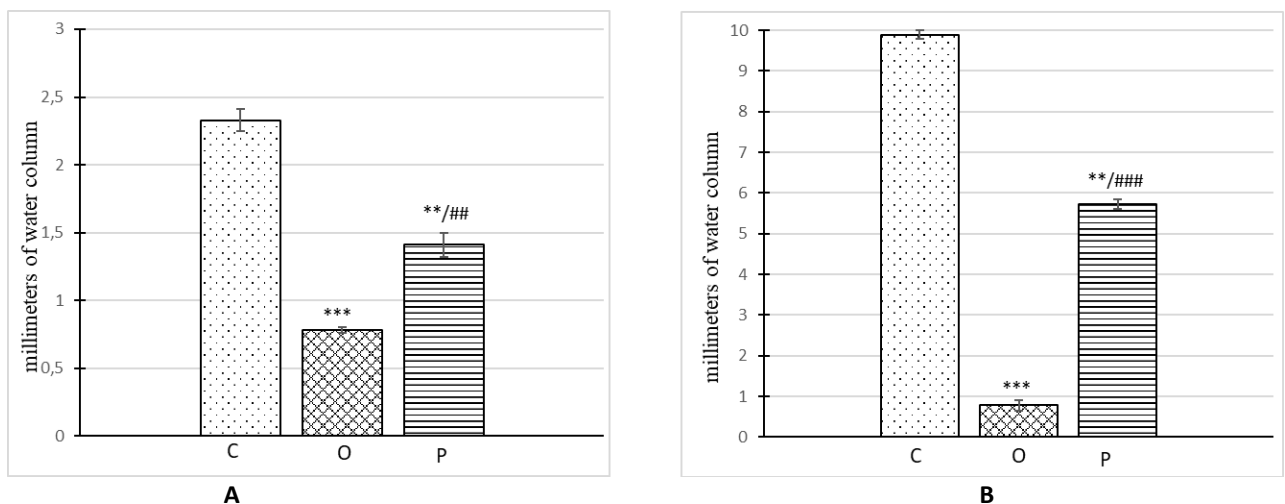 millimeters of water column
3
2,5
2
1,5
1
0,5
0
***
**/##
C
O
P
A
millimeters of water column
10
9
8
7
6
5
4
3
2
1
0
***
**/###
C
O
P
B